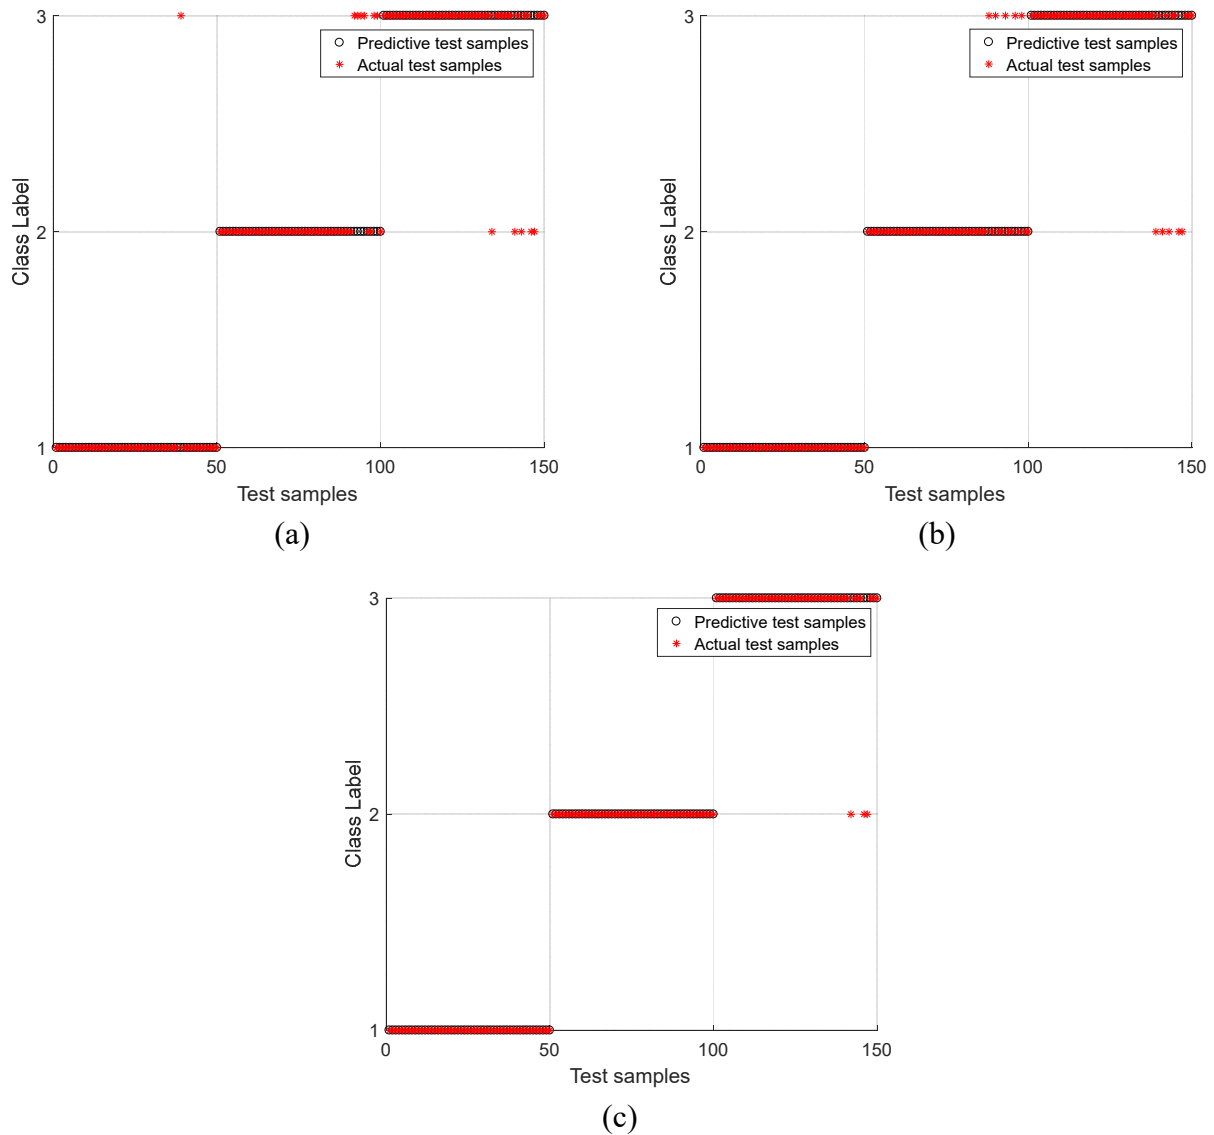 3
2
1
Class Label
Predictive test samples
Actual test samples
0 50 100 150
Test samples
(a)
3
2
1
Class Label
Predictive test samples
Actual test samples
0 50 100 150
Test samples
(b)
3
2
1
Class Label
Predictive test samples
Actual test samples
0 50 100 150
Test samples
(c)